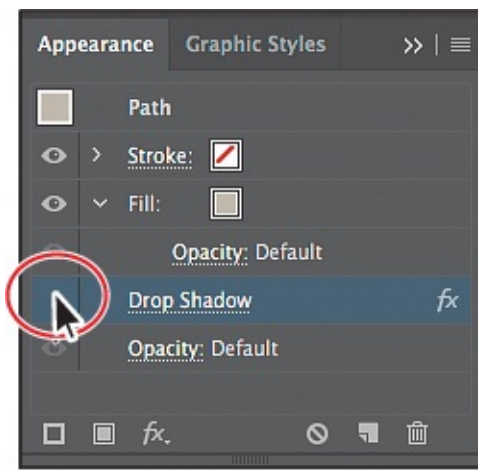 Appearance Graphic Styles
Path
Stroke:
Fill:
Opacity: Default
Drop Shadow fx
Opacity: Default
fx.